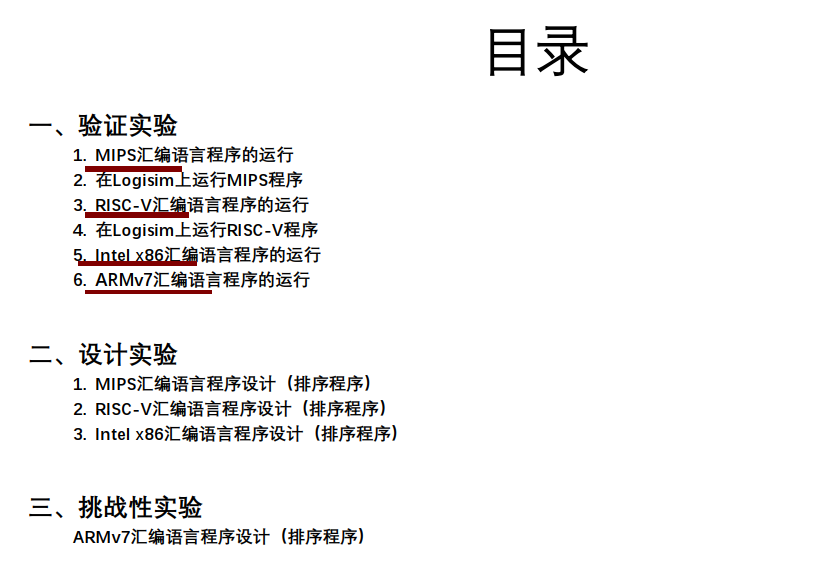 目录
一、验证实验
1. MIPS汇编语言程序的运行
2. 在Logisim上运行MIPS程序
3. RISC-V汇编语言程序的运行
4. 在Logisim上运行RISC-V程序
5. Intel x86汇编语言程序的运行
6. ARMv7汇编语言程序的运行
二、设计实验
1. MIPS汇编语言程序设计（排序程序）
2. RISC-V汇编语言程序设计（排序程序）
3. Intel x86汇编语言程序设计（排序程序）
三、挑战性实验
ARMv7汇编语言程序设计（排序程序）